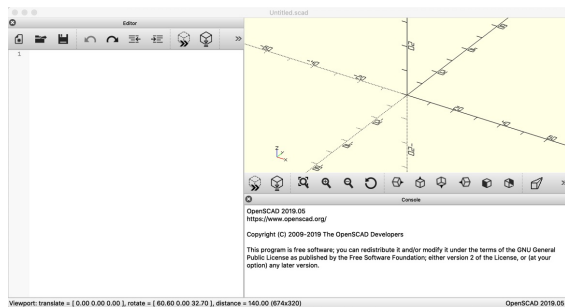 Untitled.scad
Editor
1
Console
OpenSCAD 2019.05
https://www.openscad.org/
Copyright (C) 2009-2019 The OpenSCAD Developers
This program is free software; you can redistribute it and/or modify it under the terms of the GNU General
Public License as published by the Free Software Foundation; either version 2 of the License, or (at your
option) any later version.
Viewport: translate = [ 0.00 0.00 0.00 ], rotate = [ 60.60 0.00 32.70 ], distance = 140.00 (674x320)
OpenSCAD 2019.05